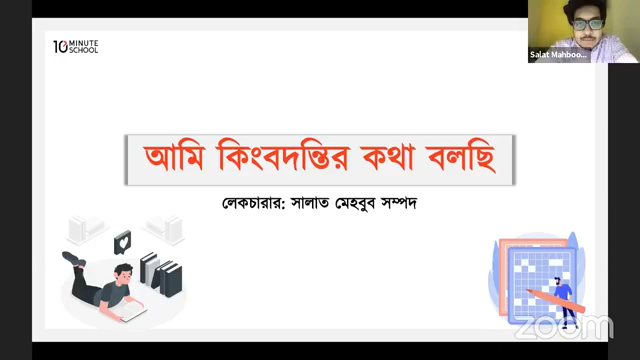 10 MINUTE
SCHOOL
Salat Mahboo...
আমি কিংবদন্তির কথা বলছি
লেকচারার: সালাত মেহবুব সম্পদ
zoom